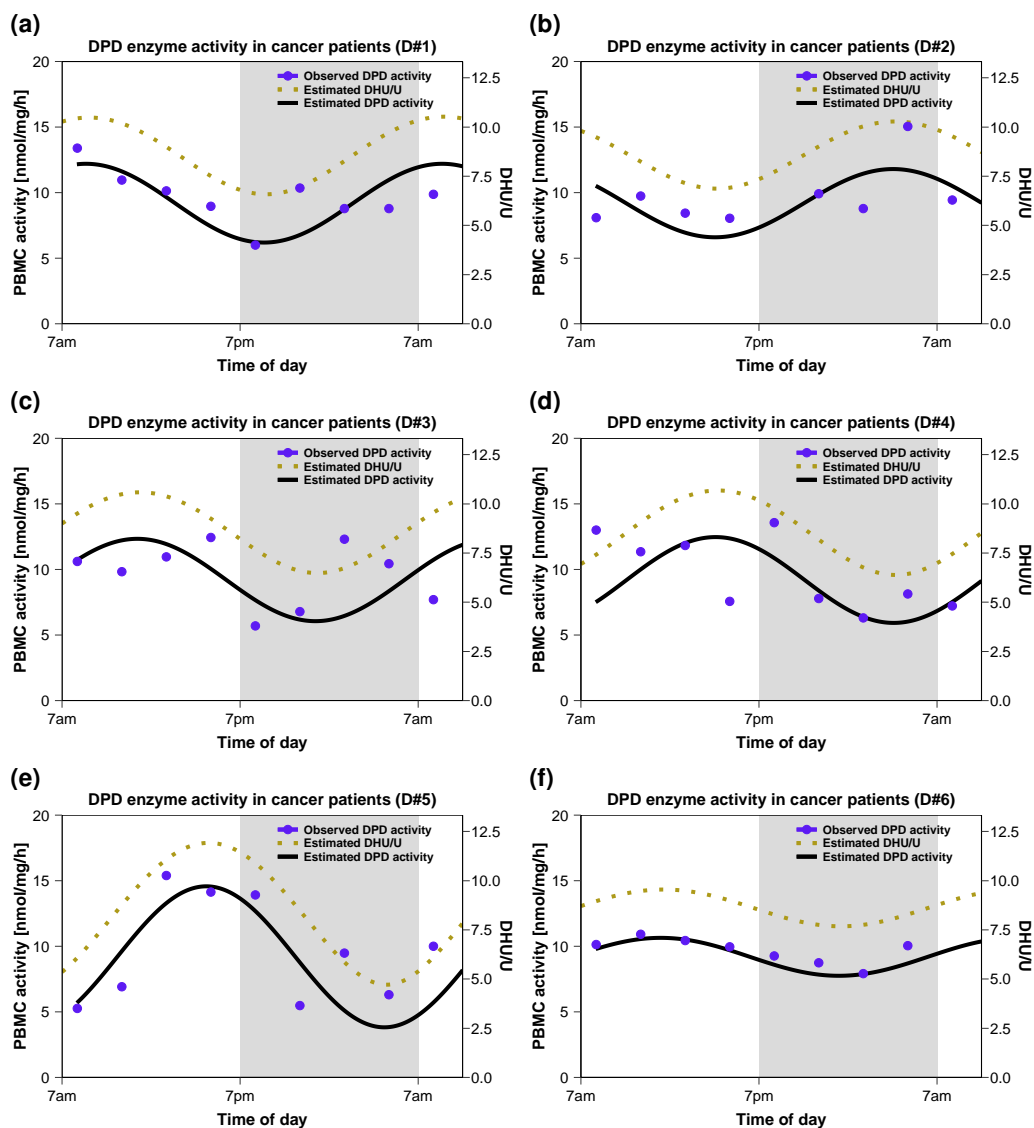 (a)
DPD enzyme activity in cancer patients (D#1)
20
15
10
5
0
PBMC activity [nmol/mg/h]
Observed DPD activity
Estimated DHU/U
Estimated DPD activity
12.5
10.0
7.5
5.0
2.5
0.0
DHU/U
7am
7pm
7am
Time of day
(b)
DPD enzyme activity in cancer patients (D#2)
20
15
10
5
0
PBMC activity [nmol/mg/h]
Observed DPD activity
Estimated DHU/U
Estimated DPD activity
12.5
10.0
7.5
5.0
2.5
0.0
DHU/U
7am
7pm
7am
Time of day
(c)
DPD enzyme activity in cancer patients (D#3)
20
15
10
5
0
PBMC activity [nmol/mg/h]
Observed DPD activity
Estimated DHU/U
Estimated DPD activity
12.5
10.0
7.5
5.0
2.5
0.0
DHU/U
7am
7pm
7am
Time of day
(d)
DPD enzyme activity in cancer patients (D#4)
20
15
10
5
0
PBMC activity [nmol/mg/h]
Observed DPD activity
Estimated DHU/U
Estimated DPD activity
12.5
10.0
7.5
5.0
2.5
0.0
DHU/U
7am
7pm
7am
Time of day
(e)
DPD enzyme activity in cancer patients (D#5)
20
15
10
5
0
PBMC activity [nmol/mg/h]
Observed DPD activity
Estimated DHU/U
Estimated DPD activity
12.5
10.0
7.5
5.0
2.5
0.0
DHU/U
7am
7pm
7am
Time of day
(f)
DPD enzyme activity in cancer patients (D#6)
20
15
10
5
0
PBMC activity [nmol/mg/h]
Observed DPD activity
Estimated DHU/U
Estimated DPD activity
12.5
10.0
7.5
5.0
2.5
0.0
DHU/U
7am
7pm
7am
Time of day